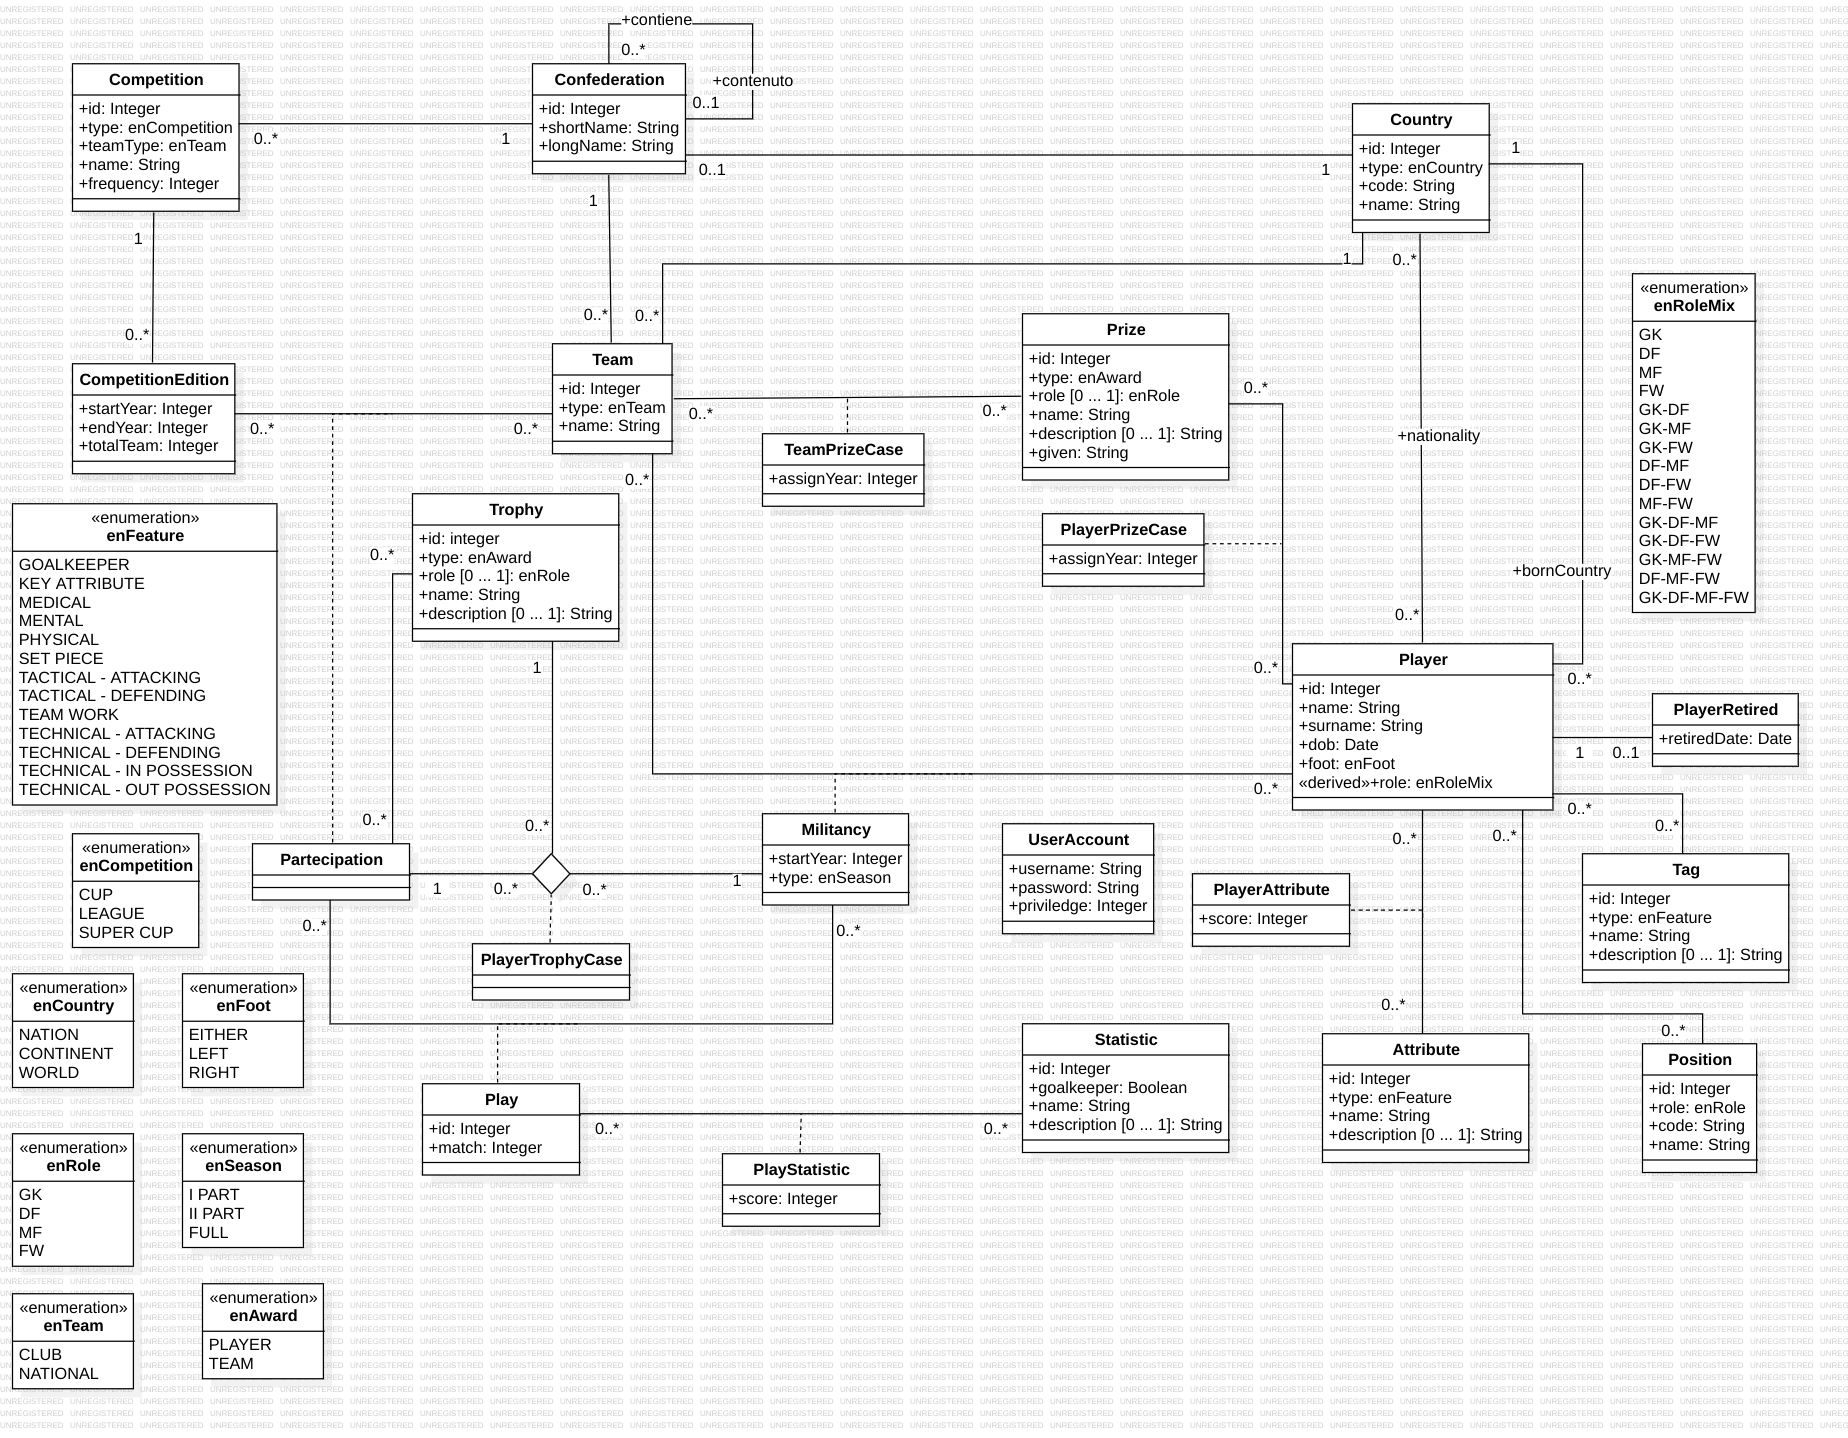 +contiene
0..*
+contenuto
0..1
Competition
+id: Integer
+type: enCompetition
+teamType: enTeam
+name: String
+frequency: Integer
0..*
1
Confederation
+id: Integer
+shortName: String
+longName: String
0..1
1
Country
+id: Integer
+type: enCountry
+code: String
+name: String
1
1
0..*
1
0..*
0..*
1
0..*
+nationality
0..*
+bornCountry
0..*
«enumeration»
enRoleMix
GK
DF
MF
FW
GK-DF
GK-MF
GK-FW
DF-MF
DF-FW
MF-FW
GK-DF-MF
GK-DF-FW
GK-MF-FW
DF-MF-FW
GK-DF-MF-FW
CompetitionEdition
+startYear: Integer
+endYear: Integer
+totalTeam: Integer
0..*
0..*
Team
+id: Integer
+type: enTeam
+name: String
0..*
0..*
0..*
TeamPrizeCase
+assignYear: Integer
Prize
+id: Integer
+type: enAward
+role [0 ... 1]: enRole
+name: String
+description [0 ... 1]: String
+given: String
0..*
0..*
PlayerPrizeCase
+assignYear: Integer
«enumeration»
enFeature
GOALKEEPER
KEY ATTRIBUTE
MEDICAL
MENTAL
PHYSICAL
SET PIECE
TACTICAL - ATTACKING
TACTICAL - DEFENDING
TEAM WORK
TECHNICAL - ATTACKING
TECHNICAL - DEFENDING
TECHNICAL - IN POSSESSION
TECHNICAL - OUT POSSESSION
Trophy
+id: integer
+type: enAward
+role [0 ... 1]: enRole
+name: String
+description [0 ... 1]: String
0..*
0..*
1
0..*
Player
+id: Integer
+name: String
+surname: String
+dob: Date
+foot: enFoot
«derived»+role: enRoleMix
0..*
1
0..1
PlayerRetired
+retiredDate: Date
0..*
0..*
0..*
0..*
Tag
+id: Integer
+type: enFeature
+name: String
+description [0 ... 1]: String
«enumeration»
enCompetition
CUP
LEAGUE
SUPER CUP
Partecipation
1
0..*
0..*
1
0..*
Militancy
+startYear: Integer
+type: enSeason
0..*
PlayerTrophyCase
UserAccount
+username: String
+password: String
+priviledge: Integer
PlayerAttribute
+score: Integer
0..*
0..*
«enumeration»
enCountry
NATION
CONTINENT
WORLD
«enumeration»
enFoot
EITHER
LEFT
RIGHT
Play
+id: Integer
+match: Integer
0..*
0..*
PlayStatistic
+score: Integer
Statistic
+id: Integer
+goalkeeper: Boolean
+name: String
+description [0 ... 1]: String
Attribute
+id: Integer
+type: enFeature
+name: String
+description [0 ... 1]: String
Position
+id: Integer
+role: enRole
+code: String
+name: String
«enumeration»
enRole
GK
DF
MF
FW
«enumeration»
enSeason
I PART
II PART
FULL
«enumeration»
enTeam
CLUB
NATIONAL
«enumeration»
enAward
PLAYER
TEAM